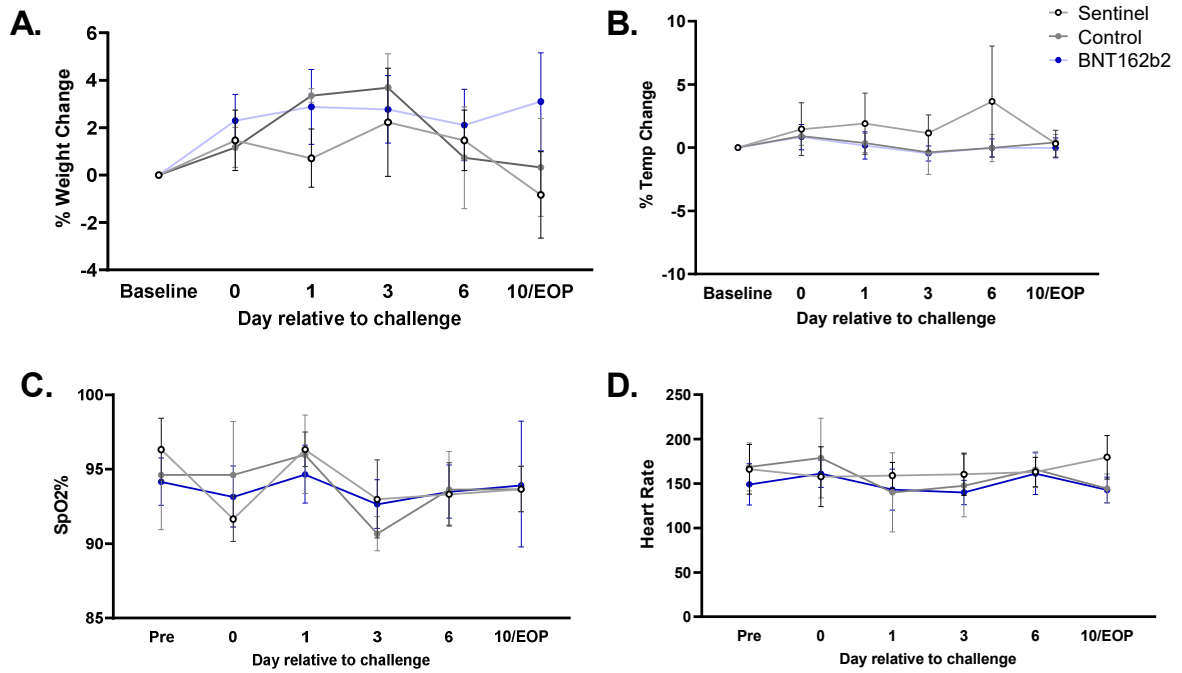 A.
6
4
2
0
-2
-4
% Weight Change
Baseline 0 1 3 6 10/EOP
Day relative to challenge
B.
10
5
0
-5
-10
% Temp Change
Baseline 0 1 3 6 10/EOP
Day relative to challenge
Sentinel
Control
BNT162b2
C.
100
95
90
85
SpO2%
Pre 0 1 3 6 10/EOP
Day relative to challenge
D.
250
200
150
100
50
0
Heart Rate
Pre 0 1 3 6 10/EOP
Day relative to challenge